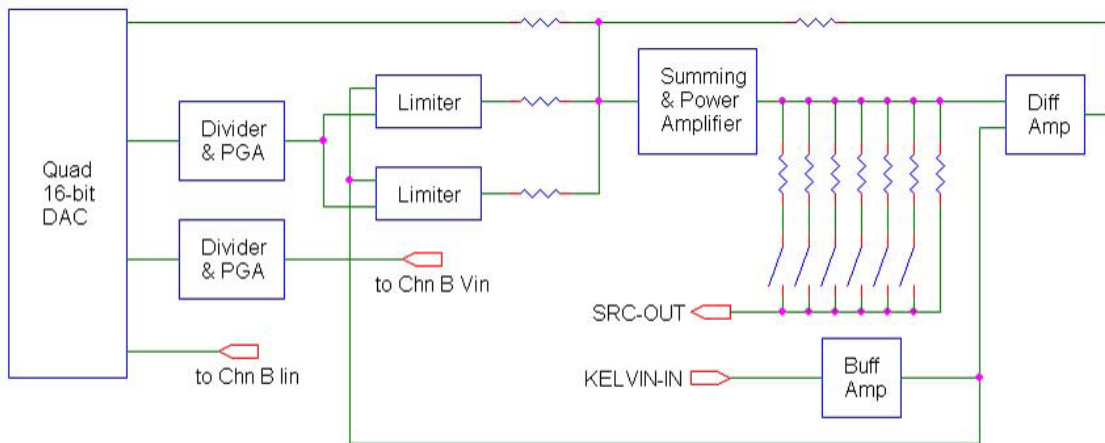 Quad
16-bit
DAC
Divider
& PGA
Divider
& PGA
Limiter
Limiter
Summing
& Power
Amplifier
Diff
Amp
to Chn B Vin
to Chn B Iin
SRC-OUT
KELVIN-IN
Buff
Amp